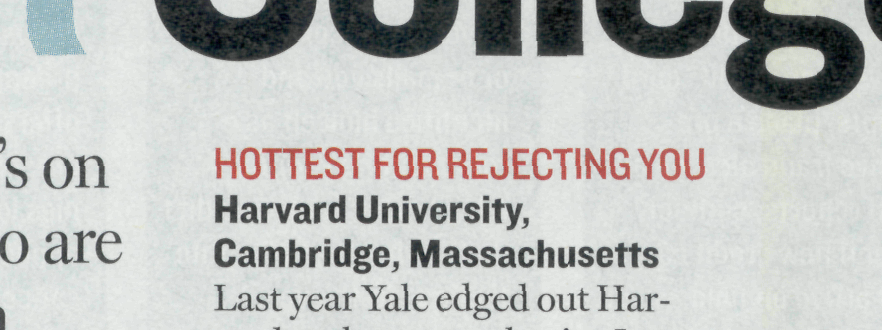 College
's on
o are
HOTTEST FOR REJECTING YOU
Harvard University,
Cambridge, Massachusetts
Last year Yale edged out Har-